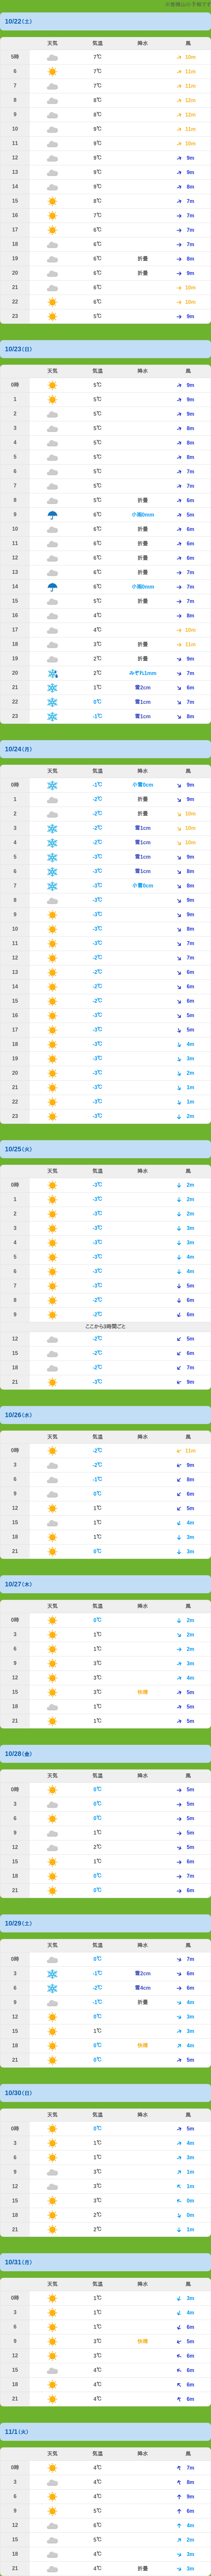 10/22(土)
天気 気温 降水 風
5時 7℃ 10m
6 7℃ 11m
7 7℃ 11m
8 8℃ 12m
9 8℃ 12m
10 9℃ 11m
11 9℃ 10m
12 9℃ 9m
13 9℃ 9m
14 9℃ 8m
15 8℃ 7m
16 7℃ 7m
17 6℃ 7m
18 6℃ 7m
19 6℃ 折曇 8m
20 6℃ 折曇 9m
21 6℃ 10m
22 6℃ 10m
23 5℃ 9m
10/23(日)
天気 気温 降水 風
0時 5℃ 9m
1 5℃ 9m
2 5℃ 9m
3 5℃ 8m
4 5℃ 8m
5 5℃ 8m
6 5℃ 7m
7 5℃ 7m
8 5℃ 折曇 6m
9 6℃ 小雨0mm 5m
10 6℃ 折曇 6m
11 6℃ 折曇 6m
12 6℃ 折曇 6m
13 6℃ 折曇 7m
14 6℃ 小雨0mm 7m
15 5℃ 折曇 7m
16 4℃ 8m
17 4℃ 10m
18 3℃ 折曇 11m
19 2℃ 折曇 9m
20 2℃ みぞれ1mm 7m
21 1℃ 雪2cm 6m
22 0℃ 雪1cm 7m
23 -1℃ 雪1cm 8m
10/24(月)
天気 気温 降水 風
0時 -1℃ 小雪0cm 9m
1 -2℃ 折曇 9m
2 -2℃ 折曇 10m
3 -2℃ 雪1cm 10m
4 -2℃ 雪1cm 10m
5 -3℃ 雪1cm 9m
6 -3℃ 雪1cm 8m
7 -3℃ 小雪0cm 8m
8 -3℃ 9m
9 -3℃ 9m
10 -3℃ 8m
11 -3℃ 7m
12 -2℃ 7m
13 -2℃ 6m
14 -2℃ 6m
15 -2℃ 6m
16 -3℃ 5m
17 -3℃ 5m
18 -3℃ 4m
19 -3℃ 3m
20 -3℃ 2m
21 -3℃ 1m
22 -3℃ 1m
23 -3℃ 2m
10/25(火)
天気 気温 降水 風
0時 -3℃ 2m
1 -3℃ 2m
2 -3℃ 2m
3 -3℃ 3m
4 -3℃ 3m
5 -3℃ 4m
6 -3℃ 4m
7 -3℃ 5m
8 -2℃ 6m
9 -2℃ 6m
ここから3時間ごと
12 -2℃ 5m
15 -2℃ 6m
18 -2℃ 7m
21 -3℃ 9m
10/26(水)
天気 気温 降水 風
0時 -2℃ 11m
3 -2℃ 9m
6 -1℃ 8m
9 0℃ 6m
12 1℃ 5m
15 1℃ 4m
18 1℃ 3m
21 0℃ 3m
10/27(木)
天気 気温 降水 風
0時 0℃ 2m
3 1℃ 2m
6 1℃ 2m
9 3℃ 3m
12 3℃ 4m
15 3℃ 快晴 5m
18 1℃ 5m
21 1℃ 5m
10/28(金)
天気 気温 降水 風
0時 0℃ 5m
3 0℃ 5m
6 0℃ 5m
9 1℃ 5m
12 2℃ 5m
15 1℃ 6m
18 0℃ 7m
21 0℃ 6m
10/29(土)
天気 気温 降水 風
0時 0℃ 7m
3 -1℃ 雪2cm 6m
6 -2℃ 雪4cm 6m
9 -1℃ 折曇 4m
12 0℃ 3m
15 1℃ 3m
18 0℃ 快晴 4m
21 0℃ 5m
10/30(日)
天気 気温 降水 風
0時 0℃ 5m
3 1℃ 4m
6 1℃ 3m
9 3℃ 1m
12 3℃ 1m
15 3℃ 0m
18 2℃ 0m
21 2℃ 1m
10/31(月)
天気 気温 降水 風
0時 1℃ 3m
3 1℃ 4m
6 1℃ 6m
9 3℃ 快晴 5m
12 3℃ 6m
15 4℃ 6m
18 4℃ 6m
21 4℃ 6m
11/1(火)
天気 気温 降水 風
0時 4℃ 7m
3 4℃ 8m
6 4℃ 9m
9 5℃ 6m
12 6℃ 4m
15 5℃ 2m
18 4℃ 3m
21 4℃ 折曇 3m